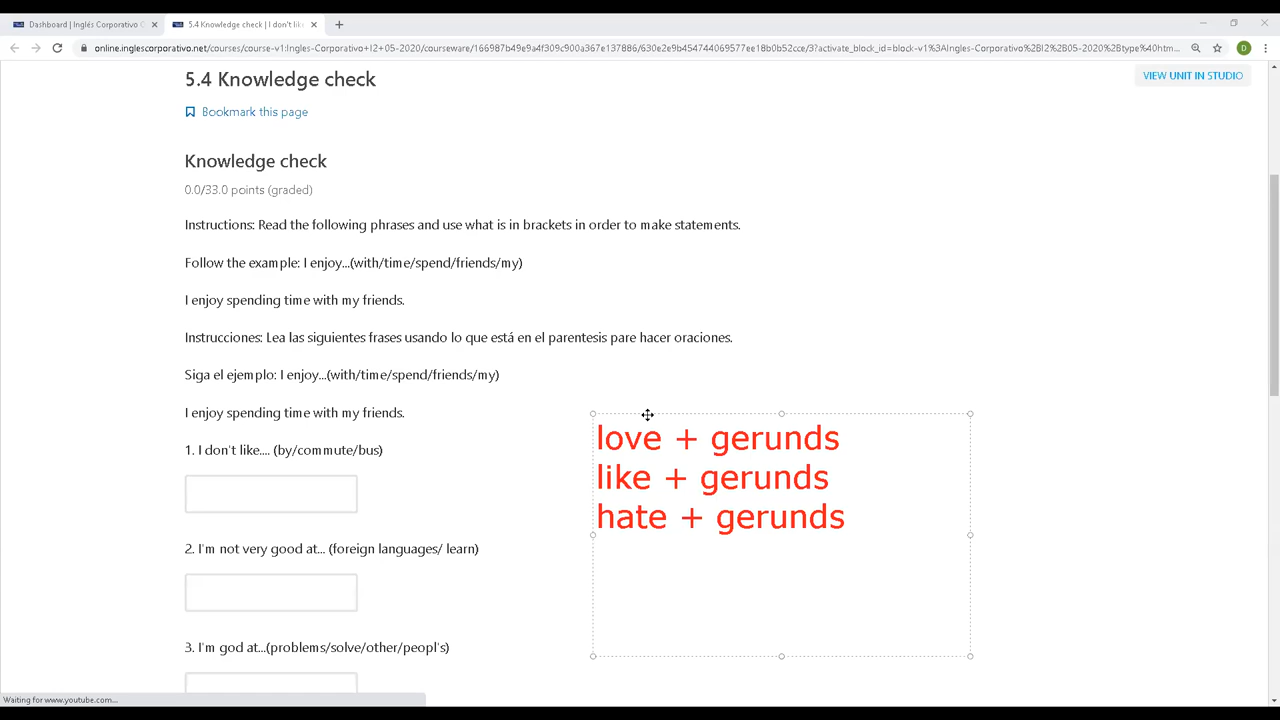 Dashboard | Inglés Corporativo
5.4 Knowledge check | I don't lik
online.inglescorporativo.net/courses/course-v1:Ingles-Corporativo+I2+05-2020/courseware/166987b49e9a4f309c900a367e137886/630e2e9b454744069577ee18b0b52cce/3?activate_block_id=block-v1%3AIngles-Corporativo%2BI2%2B05-2020%2Btype%40htm...
D
VIEW UNIT IN STUDIO
5.4 Knowledge check
Bookmark this page
Knowledge check
0.0/33.0 points (graded)
Instructions: Read the following phrases and use what is in brackets in order to make statements.
Follow the example: I enjoy...(with/time/spend/friends/my)
I enjoy spending time with my friends.
Instrucciones: Lea las siguientes frases usando lo que está en el parentesis pare hacer oraciones.
Siga el ejemplo: I enjoy...(with/time/spend/friends/my)
I enjoy spending time with my friends.
1. I don't like.... (by/commute/bus)
love + gerunds
like + gerunds
hate + gerunds
2. I'm not very good at... (foreign languages/ learn)
3. I'm god at...(problems/solve/other/peopl's)
Waiting for www.youtube.com...